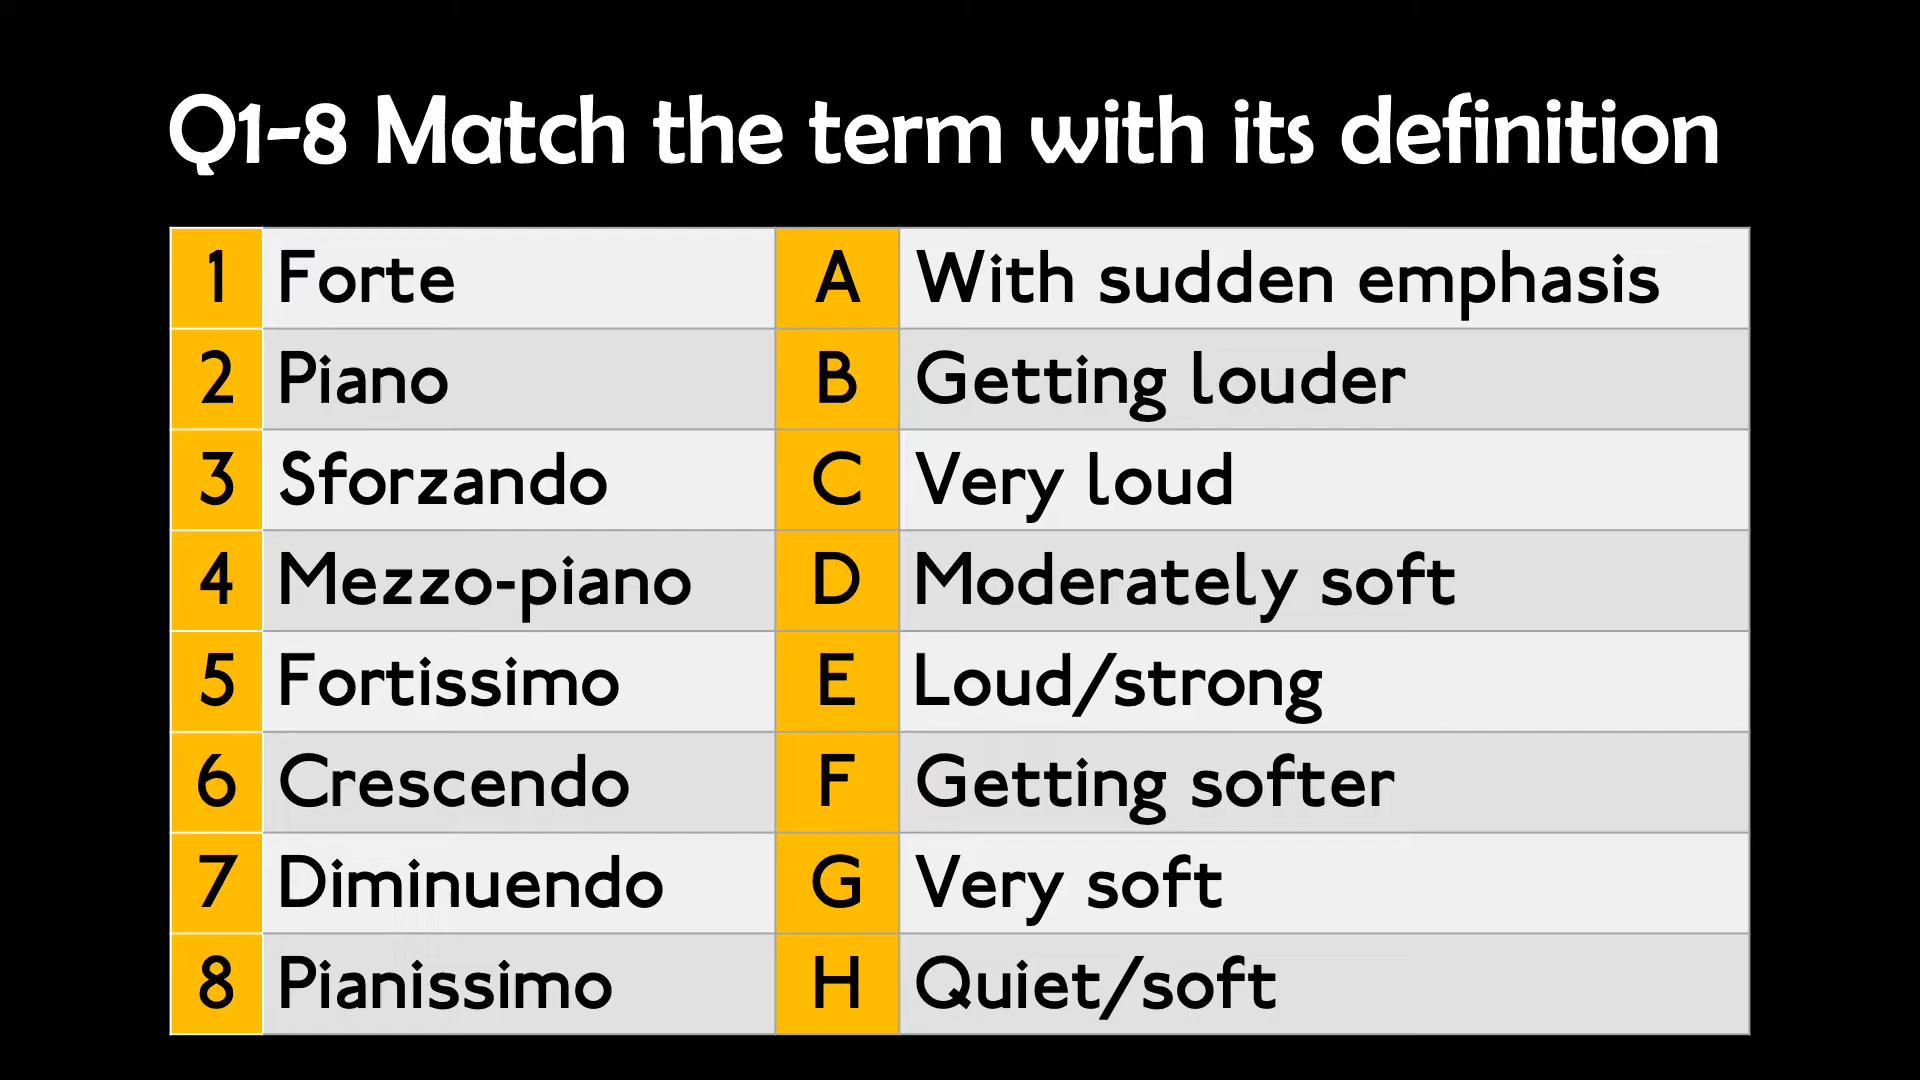 Q1-8 Match the term with its definition
1 Forte A With sudden emphasis
2 Piano B Getting louder
3 Sforzando C Very loud
4 Mezzo-piano D Moderately soft
5 Fortissimo E Loud/strong
6 Crescendo F Getting softer
7 Diminuendo G Very soft
8 Pianissimo H Quiet/soft